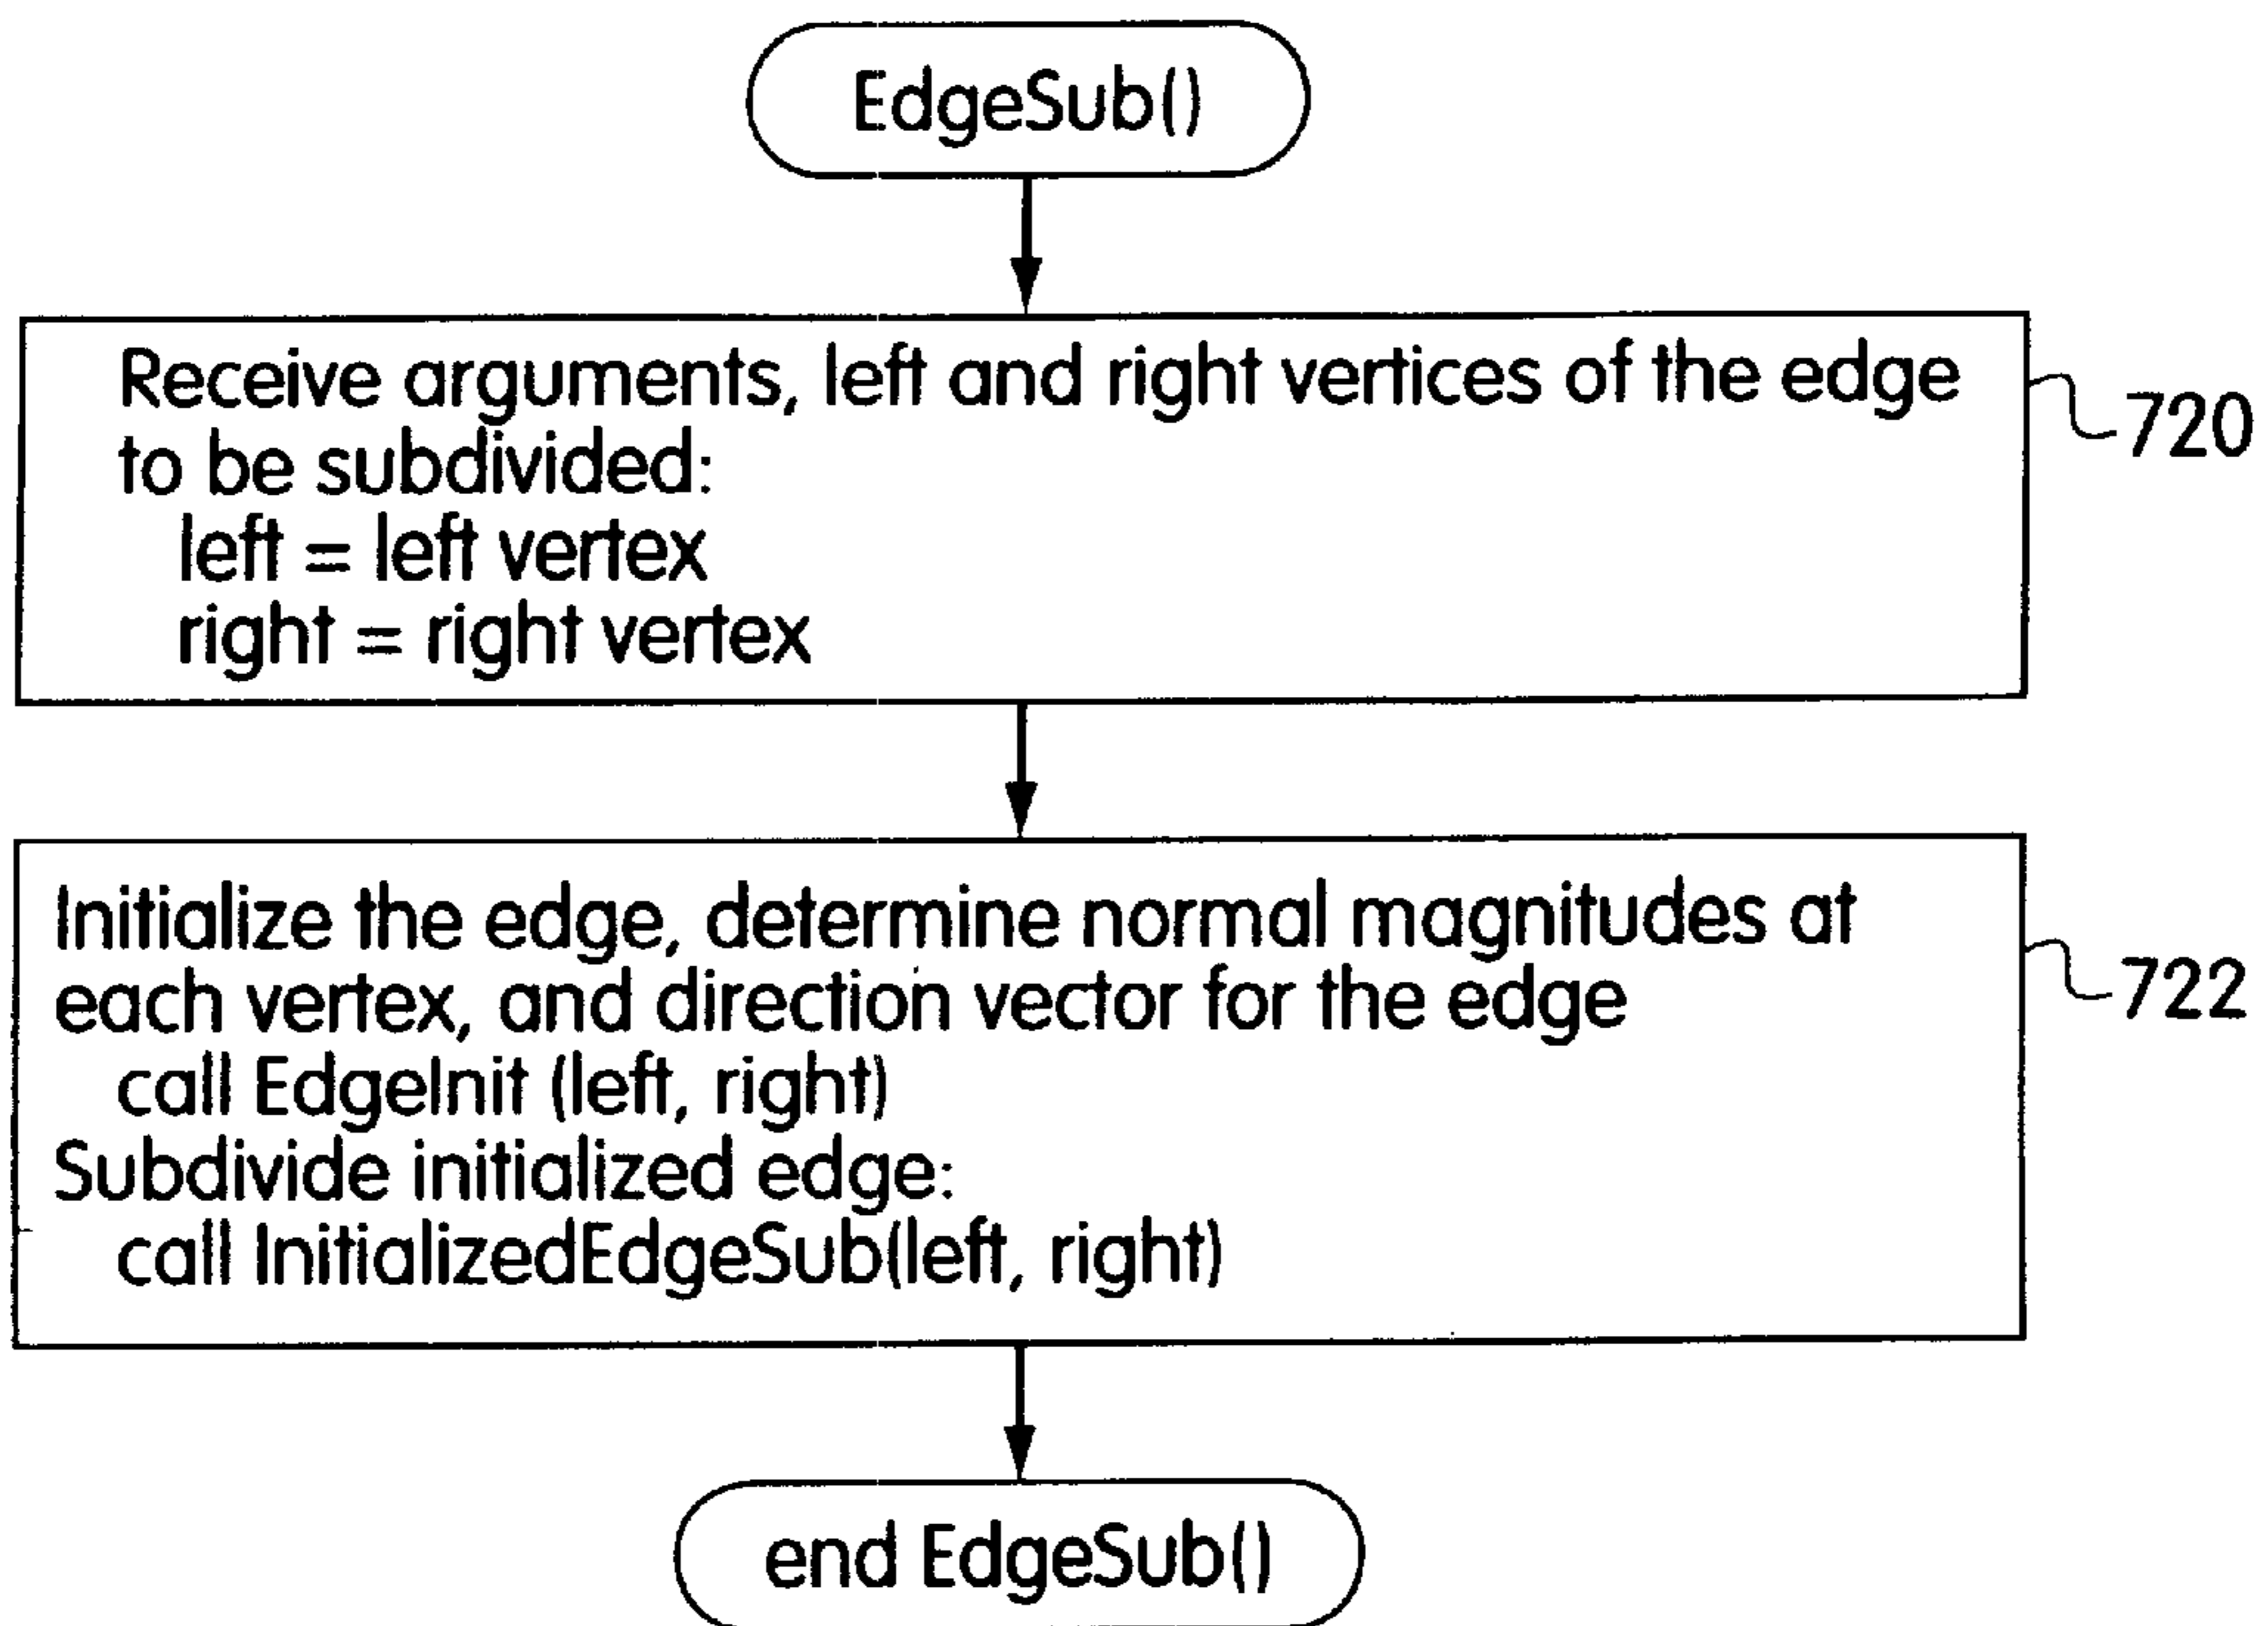 EdgeSub()
Receive arguments, left and right vertices of the edge
to be subdivided:
left = left vertex
right = right vertex
720
Initialize the edge, determine normal magnitudes at
each vertex, and direction vector for the edge
call EdgeInit (left, right)
Subdivide initialized edge:
call InitializedEdgeSub(left, right)
722
end EdgeSub()